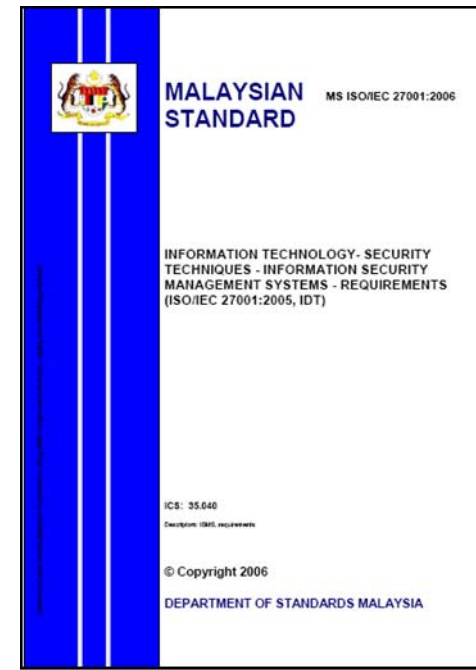 MALAYSIAN
STANDARD
MS ISO/IEC 27001:2006
INFORMATION TECHNOLOGY- SECURITY
TECHNIQUES - INFORMATION SECURITY
MANAGEMENT SYSTEMS - REQUIREMENTS
(ISO/IEC 27001:2005, IDT)
ICS: 35.040
Descriptors: ISMS, requirements
© Copyright 2006
DEPARTMENT OF STANDARDS MALAYSIA